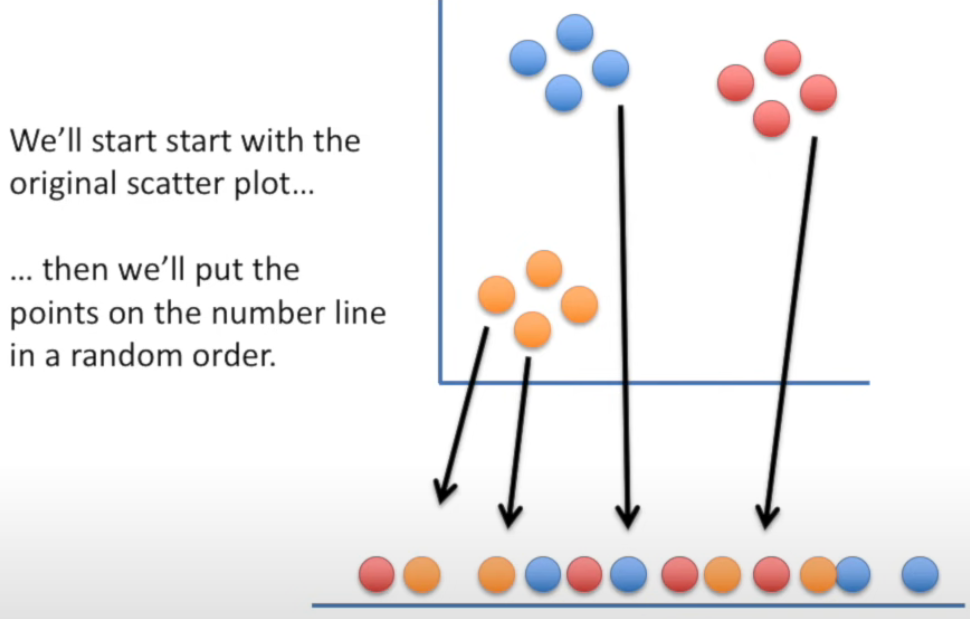 We’ll start start with the
original scatter plot...
... then we’ll put the
points on the number line
in a random order.